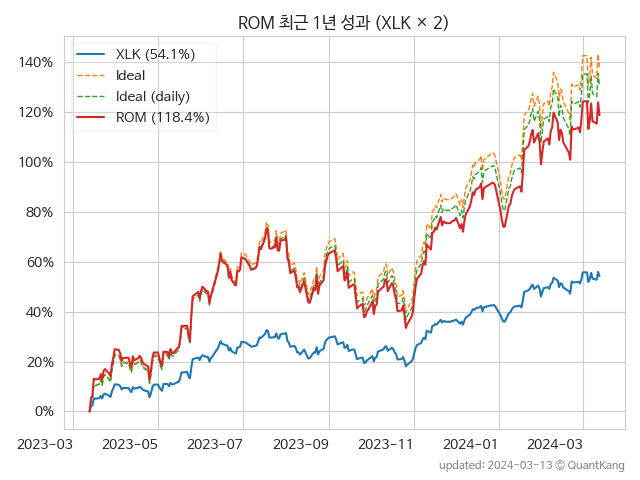 ROM 최근 1년 성과 (XLK × 2)
XLK (54.1%)
Ideal
Ideal (daily)
ROM (118.4%)
140%
120%
100%
80%
60%
40%
20%
0%
2023-03 2023-05 2023-07 2023-09 2023-11 2024-01 2024-03
updated: 2024-03-13 © QuantKang